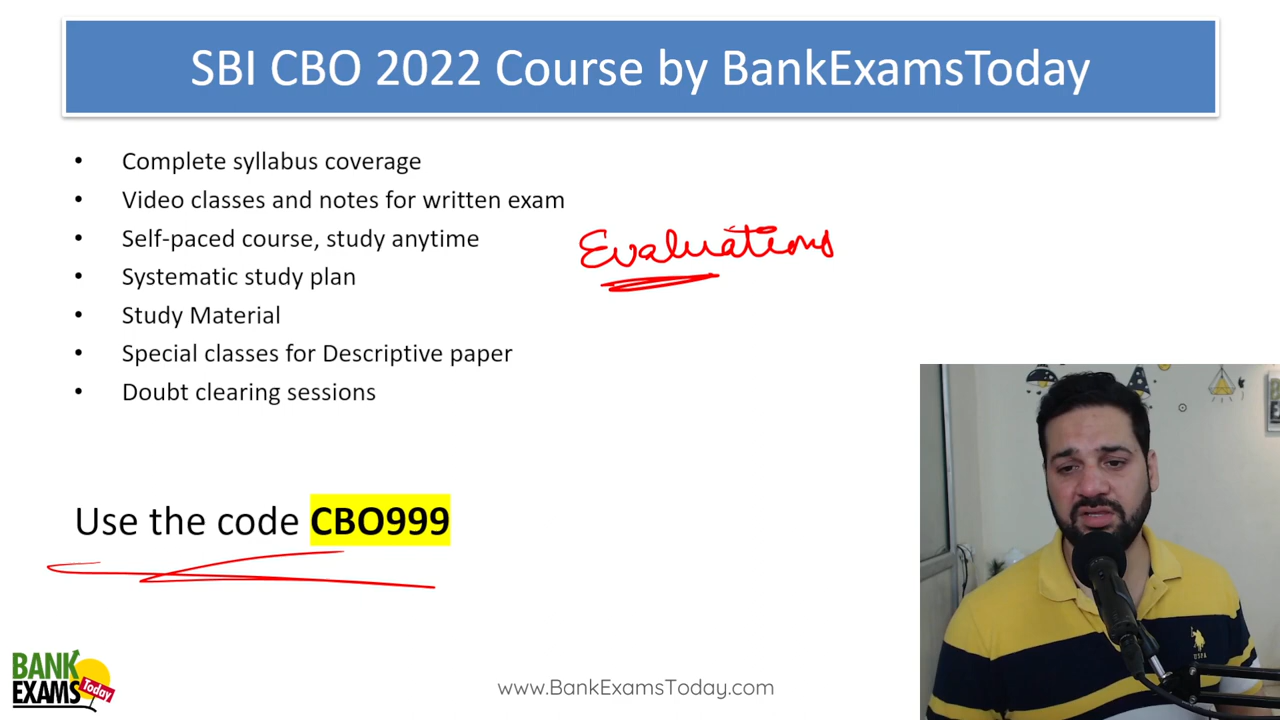 SBI CBO 2022 Course by BankExamsToday
• Complete syllabus coverage
• Video classes and notes for written exam
• Self-paced course, study anytime
Evaluations
• Systematic study plan
• Study Material
• Special classes for Descriptive paper
• Doubt clearing sessions
Use the code CBO999
BANK
EXAMS Today
www.BankExamsToday.com
USPA